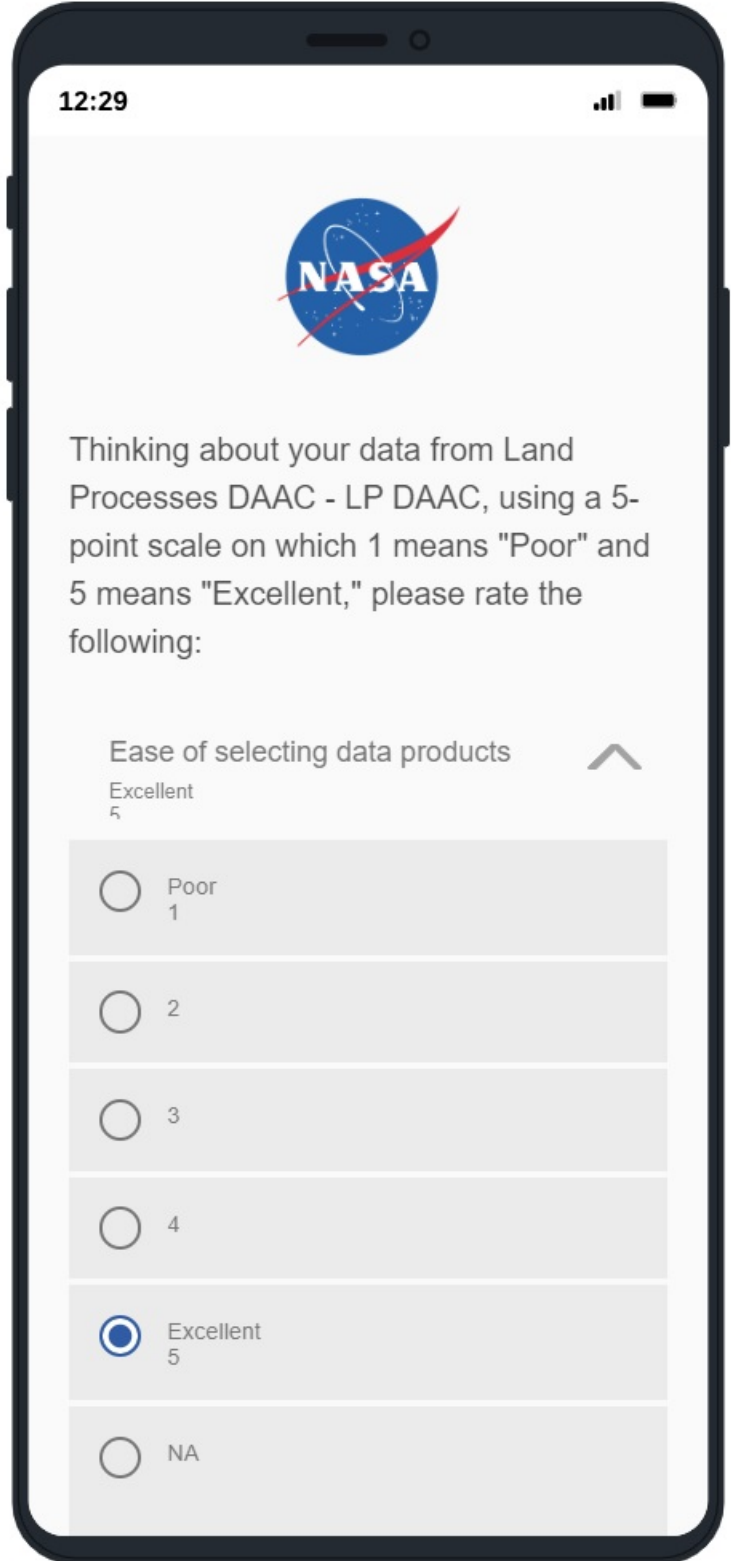 12:29
NASA
Thinking about your data from Land
Processes DAAC - LP DAAC, using a 5-
point scale on which 1 means "Poor" and
5 means "Excellent," please rate the
following:
Ease of selecting data products
Excellent
5
Poor
1
2
3
4
Excellent
5
NA